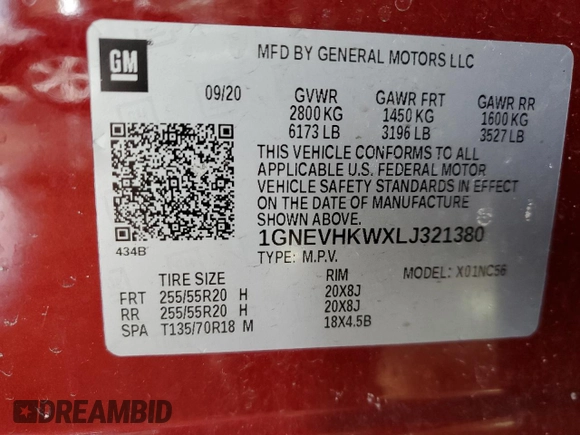 GM
MFD BY GENERAL MOTORS LLC
09/20 GVWR GAWR FRT GAWR RR
2800 KG 1450 KG 1600 KG
6173 LB 3196 LB 3527 LB
THIS VEHICLE CONFORMS TO ALL
APPLICABLE U.S. FEDERAL MOTOR
VEHICLE SAFETY STANDARDS IN EFFECT
ON THE DATE OF MANUFACTURE
SHOWN ABOVE.
434B 1GNEVHKWXLJ321380
TYPE: M.P.V. MODEL: X01NC56
TIRE SIZE RIM
FRT 255/55R20 H 20X8J
RR 255/55R20 H 20X8J
SPA T135/70R18 M 18X4.5B
DREAMBID